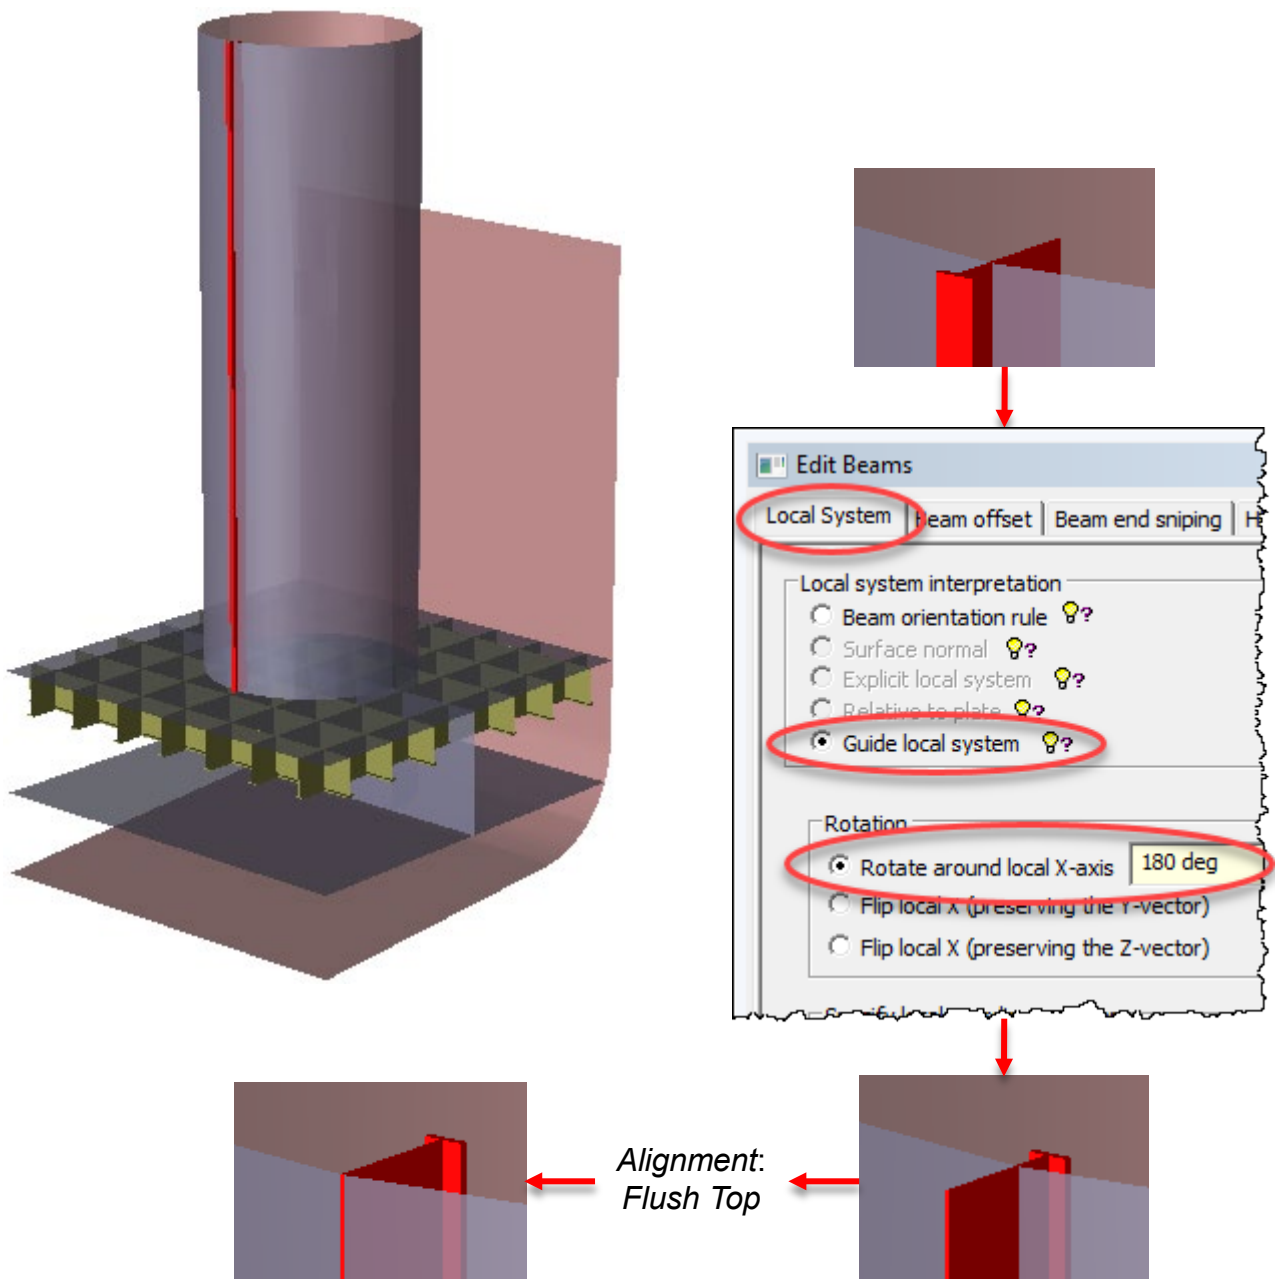 Edit Beams
Local System
Beam offset
Beam end sniping
H
Local system interpretation
Beam orientation rule
Surface normal
Explicit local system
Relative to plate
Guide local system
Rotation
Rotate around local X-axis
180 deg
Flip local X (preserving the Y-vector)
Flip local X (preserving the Z-vector)
Alignment:
Flush Top